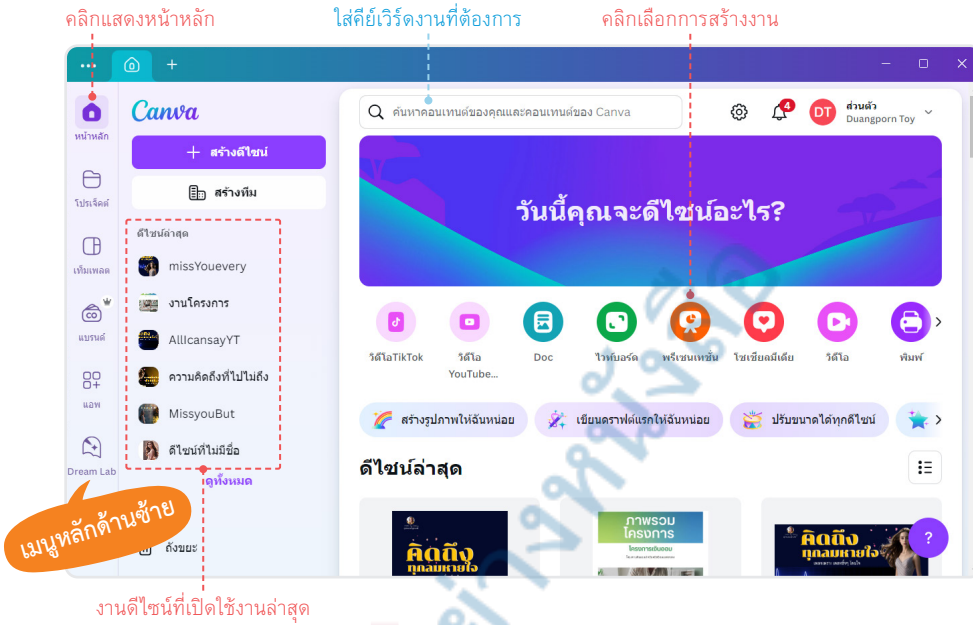 คลิกแสดงหน้าหลัก
ใส่คีย์เวิร์ดงานที่ต้องการ
คลิกเลือกการสร้างงาน
Canva
ค้นหาคอนเทนต์ของคุณและคอนเทนต์ของ Canva
4
DT
ส่วนตัว
Duangporn Toy
หน้าหลัก
โปรเจ็คต์
เท็มเพลต
แบรนด์
แอพ
Dream Lab
+ สร้างดีไซน์
สร้างทีม
ดีไซน์ล่าสุด
missYouevery
งานโครงการ
AllIcansayYT
ความคิดถึงที่ไปไม่ถึง
MissyouBut
ดีไซน์ที่ไม่มีชื่อ
ดูทั้งหมด
ถังขยะ
เมนูหลักด้านซ้าย
วันนี้คุณจะดีไซน์อะไร?
วิดีโอTikTok
วิดีโอ
YouTube...
Doc
ไวท์บอร์ด
พรีเซนเทชั่น
โซเชียลมีเดีย
วิดีโอ
พิมพ์
สร้างรูปภาพให้ฉันหน่อย
เขียนดราฟต์แรกให้ฉันหน่อย
ปรับขนาดได้ทุกดีไซน์
ดีไซน์ล่าสุด
คิดถึง
ทุกลมหายใจ
ภาพรวม
โครงการ
คิดถึง
ทุกลมหายใจ
?
งานดีไซน์ที่เปิดใช้งานล่าสุด